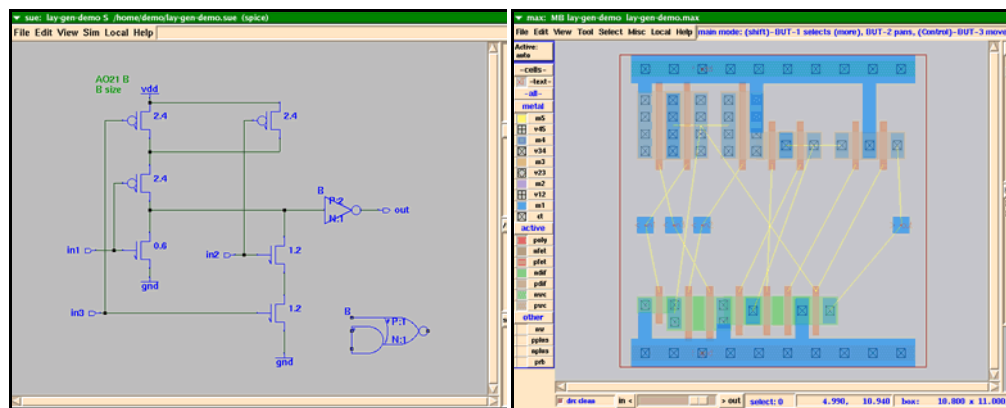 sue: lay-gen-demo S /home/demo/lay-gen-demo.sue (spice)
File Edit View Sim Local Help
AO21 B
B size
vdd
2.4
2.4
2.4
B
P:2
N:1
out
in1
0.6
in2
1.2
gnd
in3
1.2
B
P:1
N:1
gnd
max: MB lay-gen-demo lay-gen-demo.max
File Edit View Tool Select Misc Local Help
main mode: (shift)-BUT-1 selects (more), BUT-2 pans, (Control)-BUT-3 move
Active:
auto
-cells-
-text-
-all-
metal
m5
v45
m4
v34
m3
v23
m2
v12
m1
ct
active
poly
nfet
pfet
ndif
pdif
nwc
pwc
other
nw
pplus
nplus
prb
drc clean
in <
> out
select: 0
4.990, 10.940
box: 10.800 x 11.000